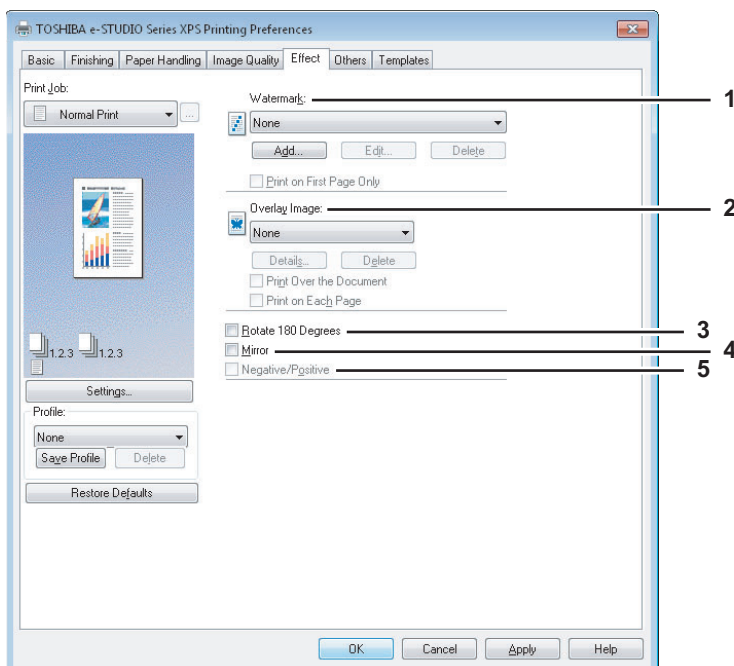 TOSHIBA e-STUDIO Series XPS Printing Preferences
Basic Finishing Paper Handling Image Quality Effect Others Templates
Print Job:
Normal Print ...
1.2.3 1.2.3
Settings...
Profile:
None
Save Profile Delete
Restore Defaults
Watermark: 1
None
Add... Edit... Delete
Print on First Page Only
Overlay Image: 2
None
Details... Delete
Print Over the Document
Print on Each Page
Rotate 180 Degrees 3
Mirror 4
Negative/Positive 5
OK Cancel Apply Help